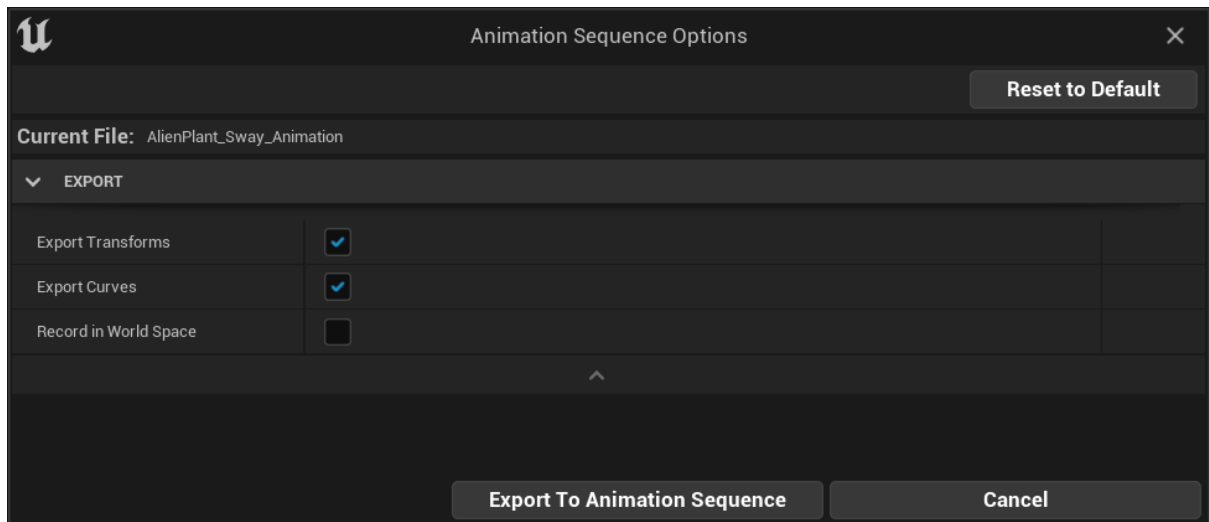 Animation Sequence Options
Reset to Default
Current File: AlienPlant_Sway_Animation
EXPORT
Export Transforms
Export Curves
Record in World Space
Export To Animation Sequence Cancel